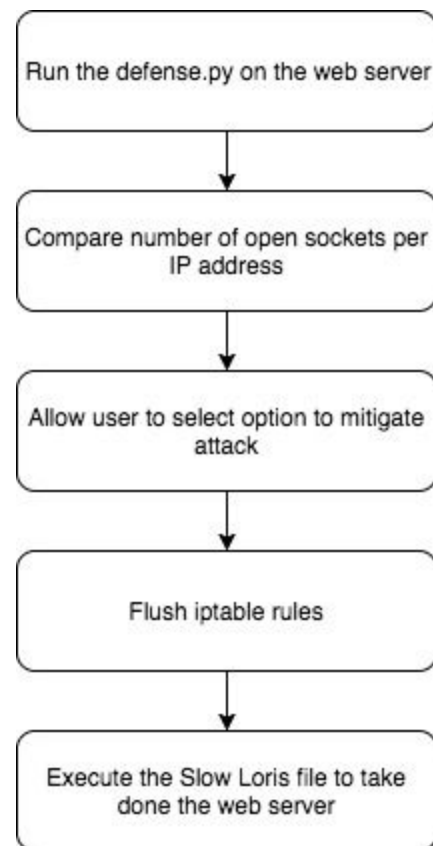 Run the defense.py on the web server
Compare number of open sockets per
IP address
Allow user to select option to mitigate
attack
Flush iptable rules
Execute the Slow Loris file to take
done the web server